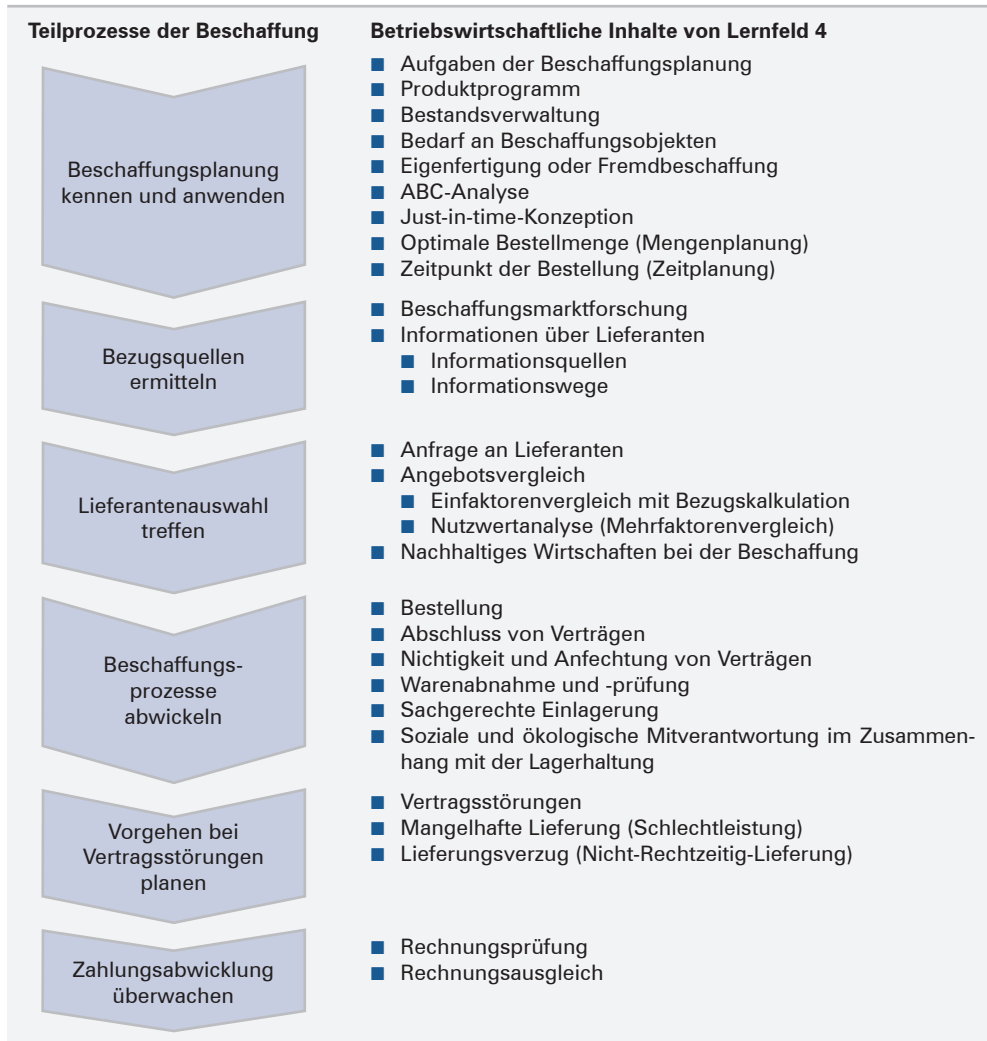 Teilprozesse der Beschaffung
Betriebswirtschaftliche Inhalte von Lernfeld 4
Beschaffungsplanung
kennen und anwenden
■ Aufgaben der Beschaffungsplanung
■ Produktprogramm
■ Bestandsverwaltung
■ Bedarf an Beschaffungsobjekten
■ Eigenfertigung oder Fremdbeschaffung
■ ABC-Analyse
■ Just-in-time-Konzeption
■ Optimale Bestellmenge (Mengenplanung)
■ Zeitpunkt der Bestellung (Zeitplanung)
Bezugsquellen
ermitteln
■ Beschaffungsmarktforschung
■ Informationen über Lieferanten
■ Informationsquellen
■ Informationswege
Lieferantenauswahl
treffen
■ Anfrage an Lieferanten
■ Angebotsvergleich
■ Einfaktorenvergleich mit Bezugskalkulation
■ Nutzwertanalyse (Mehrfaktorenvergleich)
■ Nachhaltiges Wirtschaften bei der Beschaffung
Beschaffungs-
prozesse
abwickeln
■ Bestellung
■ Abschluss von Verträgen
■ Nichtigkeit und Anfechtung von Verträgen
■ Warenabnahme und -prüfung
■ Sachgerechte Einlagerung
■ Soziale und ökologische Mitverantwortung im Zusammen-
hang mit der Lagerhaltung
Vorgehen bei
Vertragsstörungen
planen
■ Vertragsstörungen
■ Mangelhafte Lieferung (Schlechtleistung)
■ Lieferungsverzug (Nicht-Rechtzeitig-Lieferung)
Zahlungsabwicklung
überwachen
■ Rechnungsprüfung
■ Rechnungsausgleich